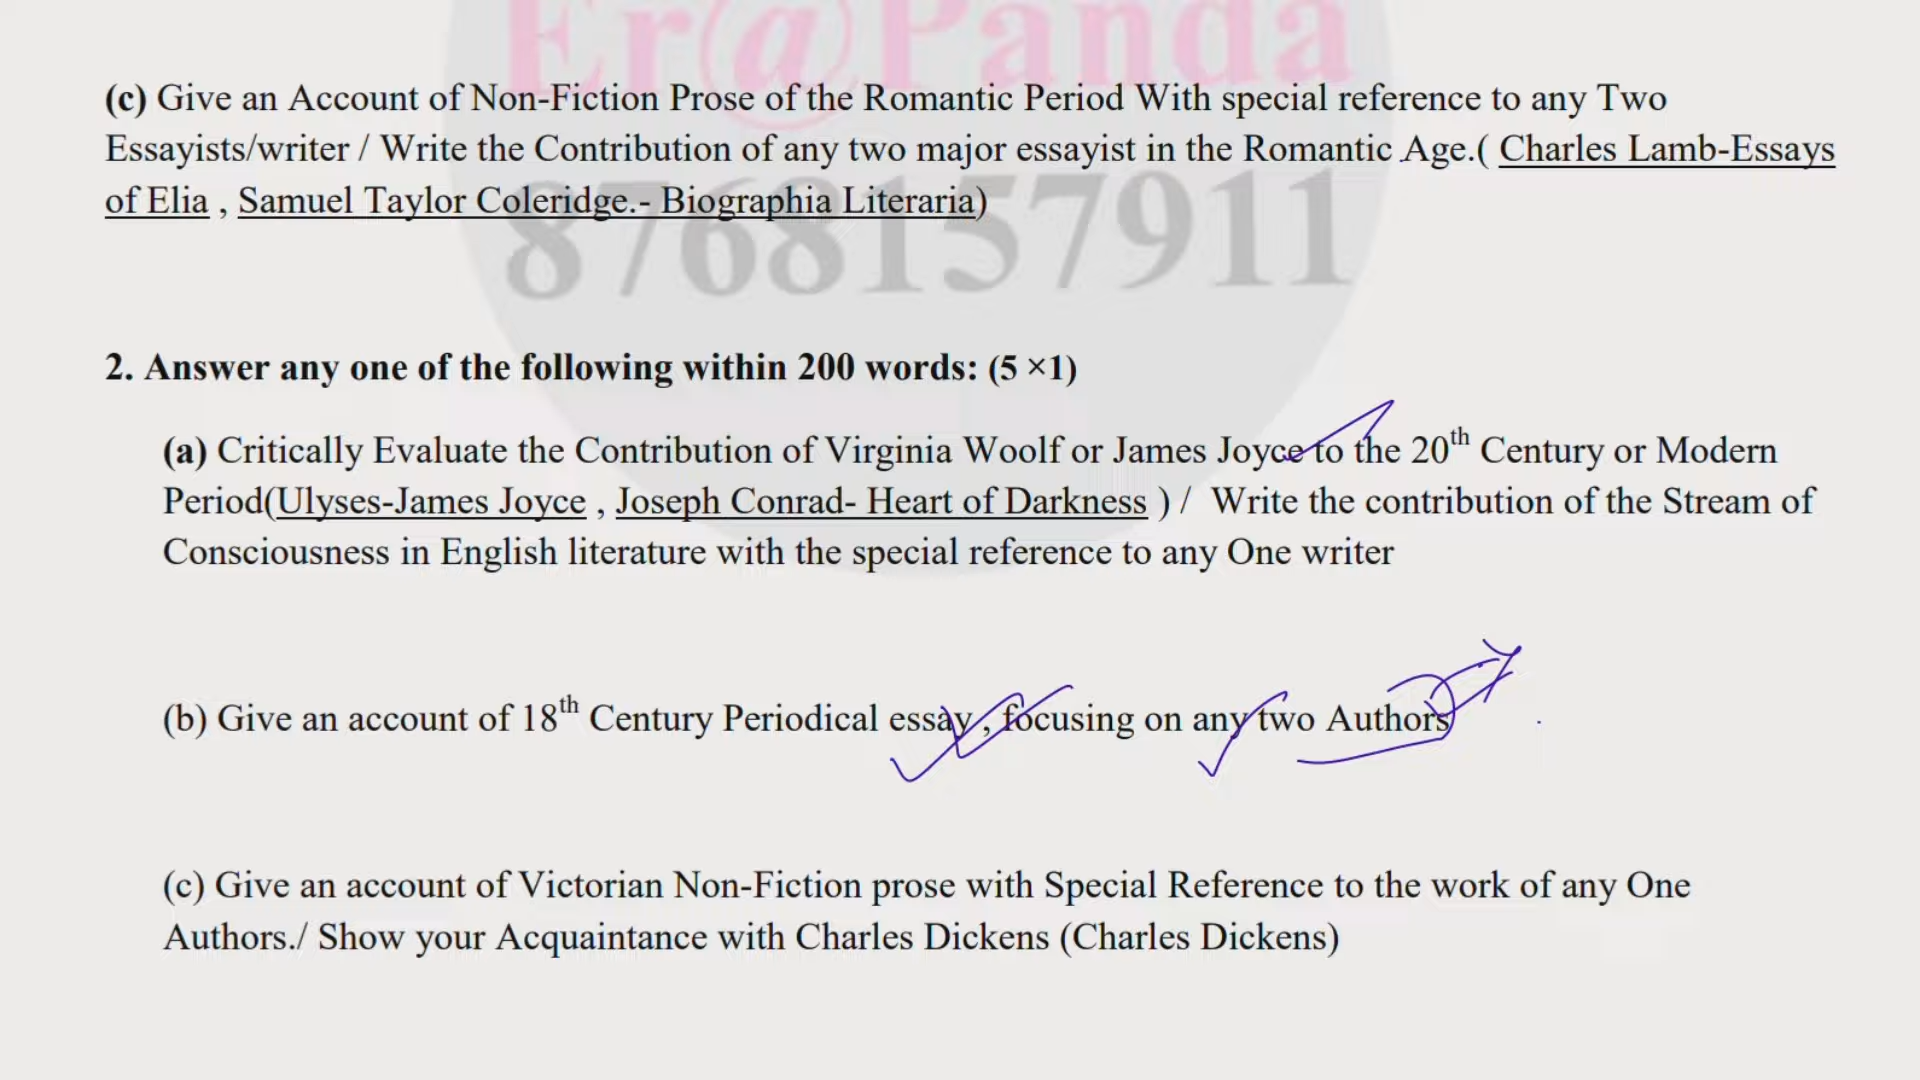 Er@Panda
(c) Give an Account of Non-Fiction Prose of the Romantic Period With special reference to any Two
Essayists/writer / Write the Contribution of any two major essayist in the Romantic Age.( Charles Lamb-Essays
of Elia , Samuel Taylor Coleridge.- Biographia Literaria)
8768157911
2. Answer any one of the following within 200 words: (5 ×1)
(a) Critically Evaluate the Contribution of Virginia Woolf or James Joyce to the 20th Century or Modern
Period(Ulyses-James Joyce , Joseph Conrad- Heart of Darkness ) / Write the contribution of the Stream of
Consciousness in English literature with the special reference to any One writer
(b) Give an account of 18th Century Periodical essay , focusing on any two Authors
(c) Give an account of Victorian Non-Fiction prose with Special Reference to the work of any One
Authors./ Show your Acquaintance with Charles Dickens (Charles Dickens)